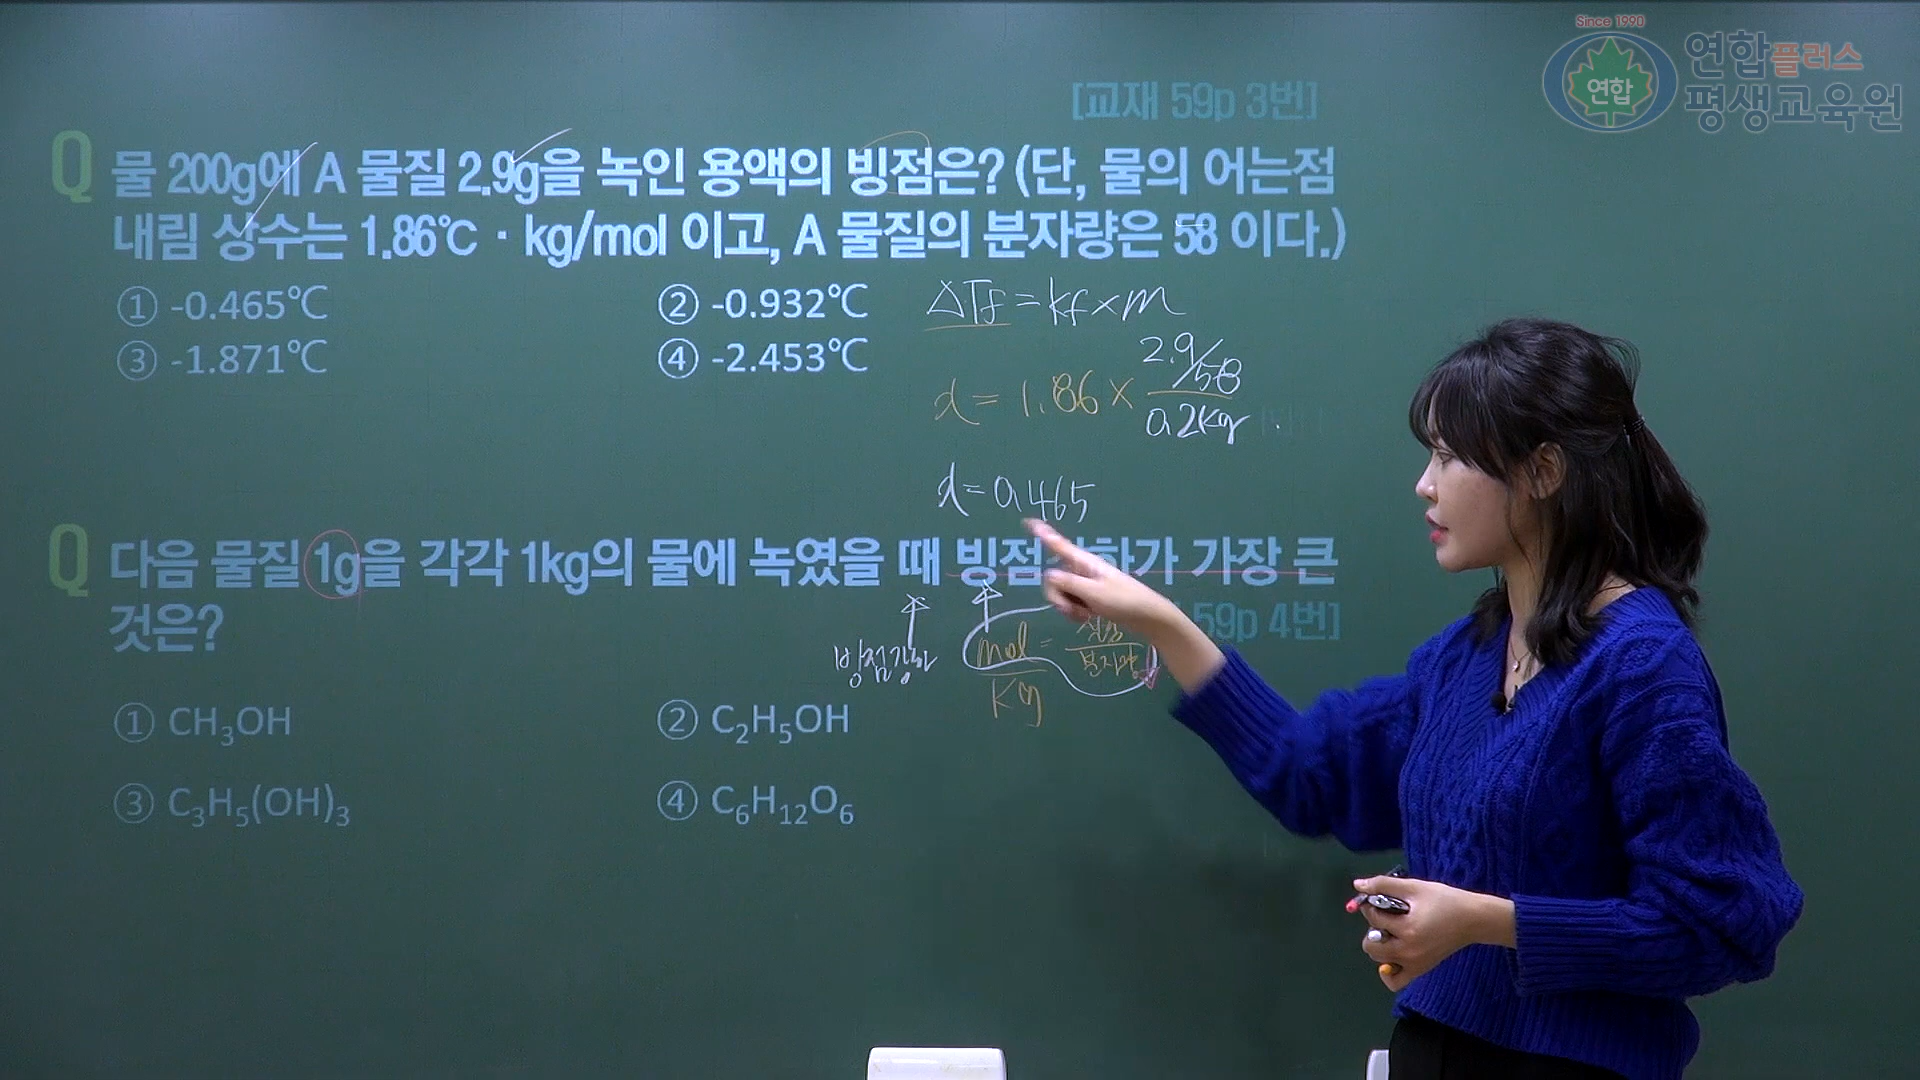 Since 1990
연합
연합플러스
평생교육원
[교재 59p 3번]
Q 물 200g에 A 물질 2.9g을 녹인 용액의 빙점은? (단, 물의 어는점
내림 상수는 1.86℃ · kg/mol 이고, A 물질의 분자량은 58 이다.)
① -0.465℃
② -0.932℃
③ -1.871℃
④ -2.453℃
ΔTf = kf × m
2.9/58
d = 1.86 ×
0.2kg
d = 0.465
Q 다음 물질 1g을 각각 1kg의 물에 녹였을 때 빙점 하가 가장 큰
것은?
59p 4번]
빙점강하
mol =
Kg
분자량
① CH₃OH
② C₂H₅OH
③ C₃H₅(OH)₃
④ C₆H₁₂O₆